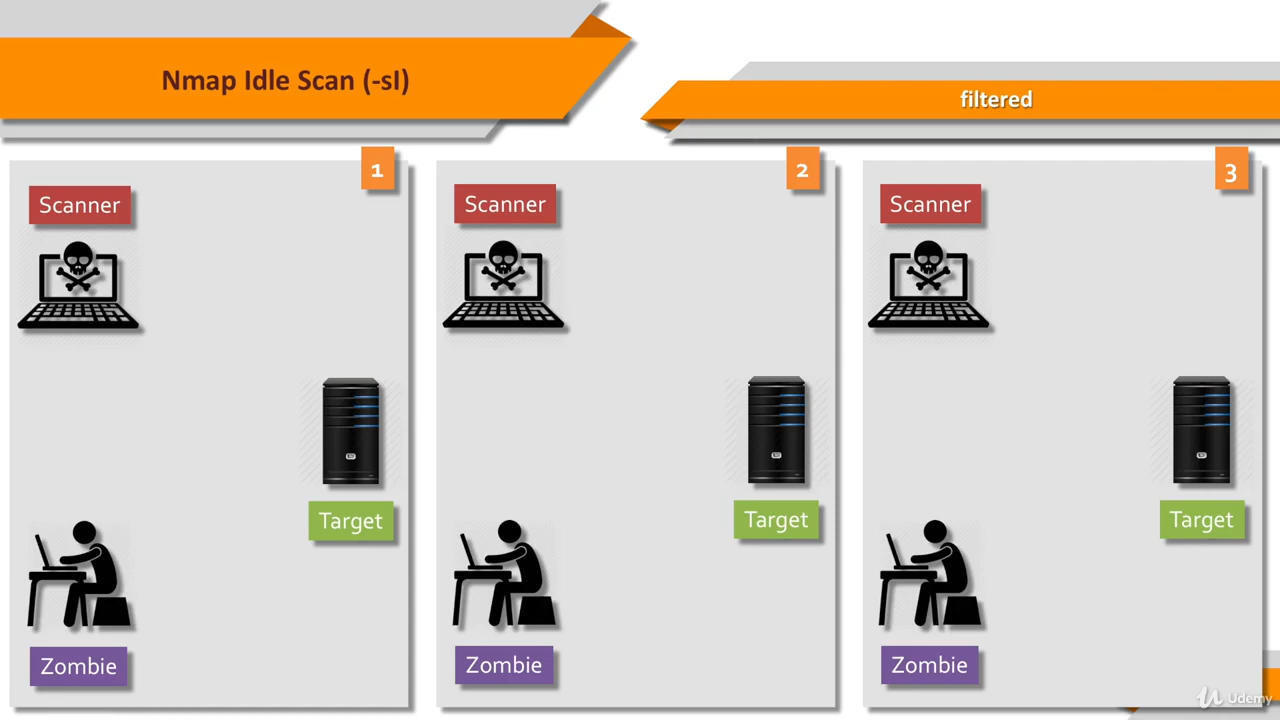 Nmap Idle Scan (-sI)
filtered
1
2
3
Scanner
Scanner
Scanner
Target
Target
Target
Zombie
Zombie
Zombie
Udemy